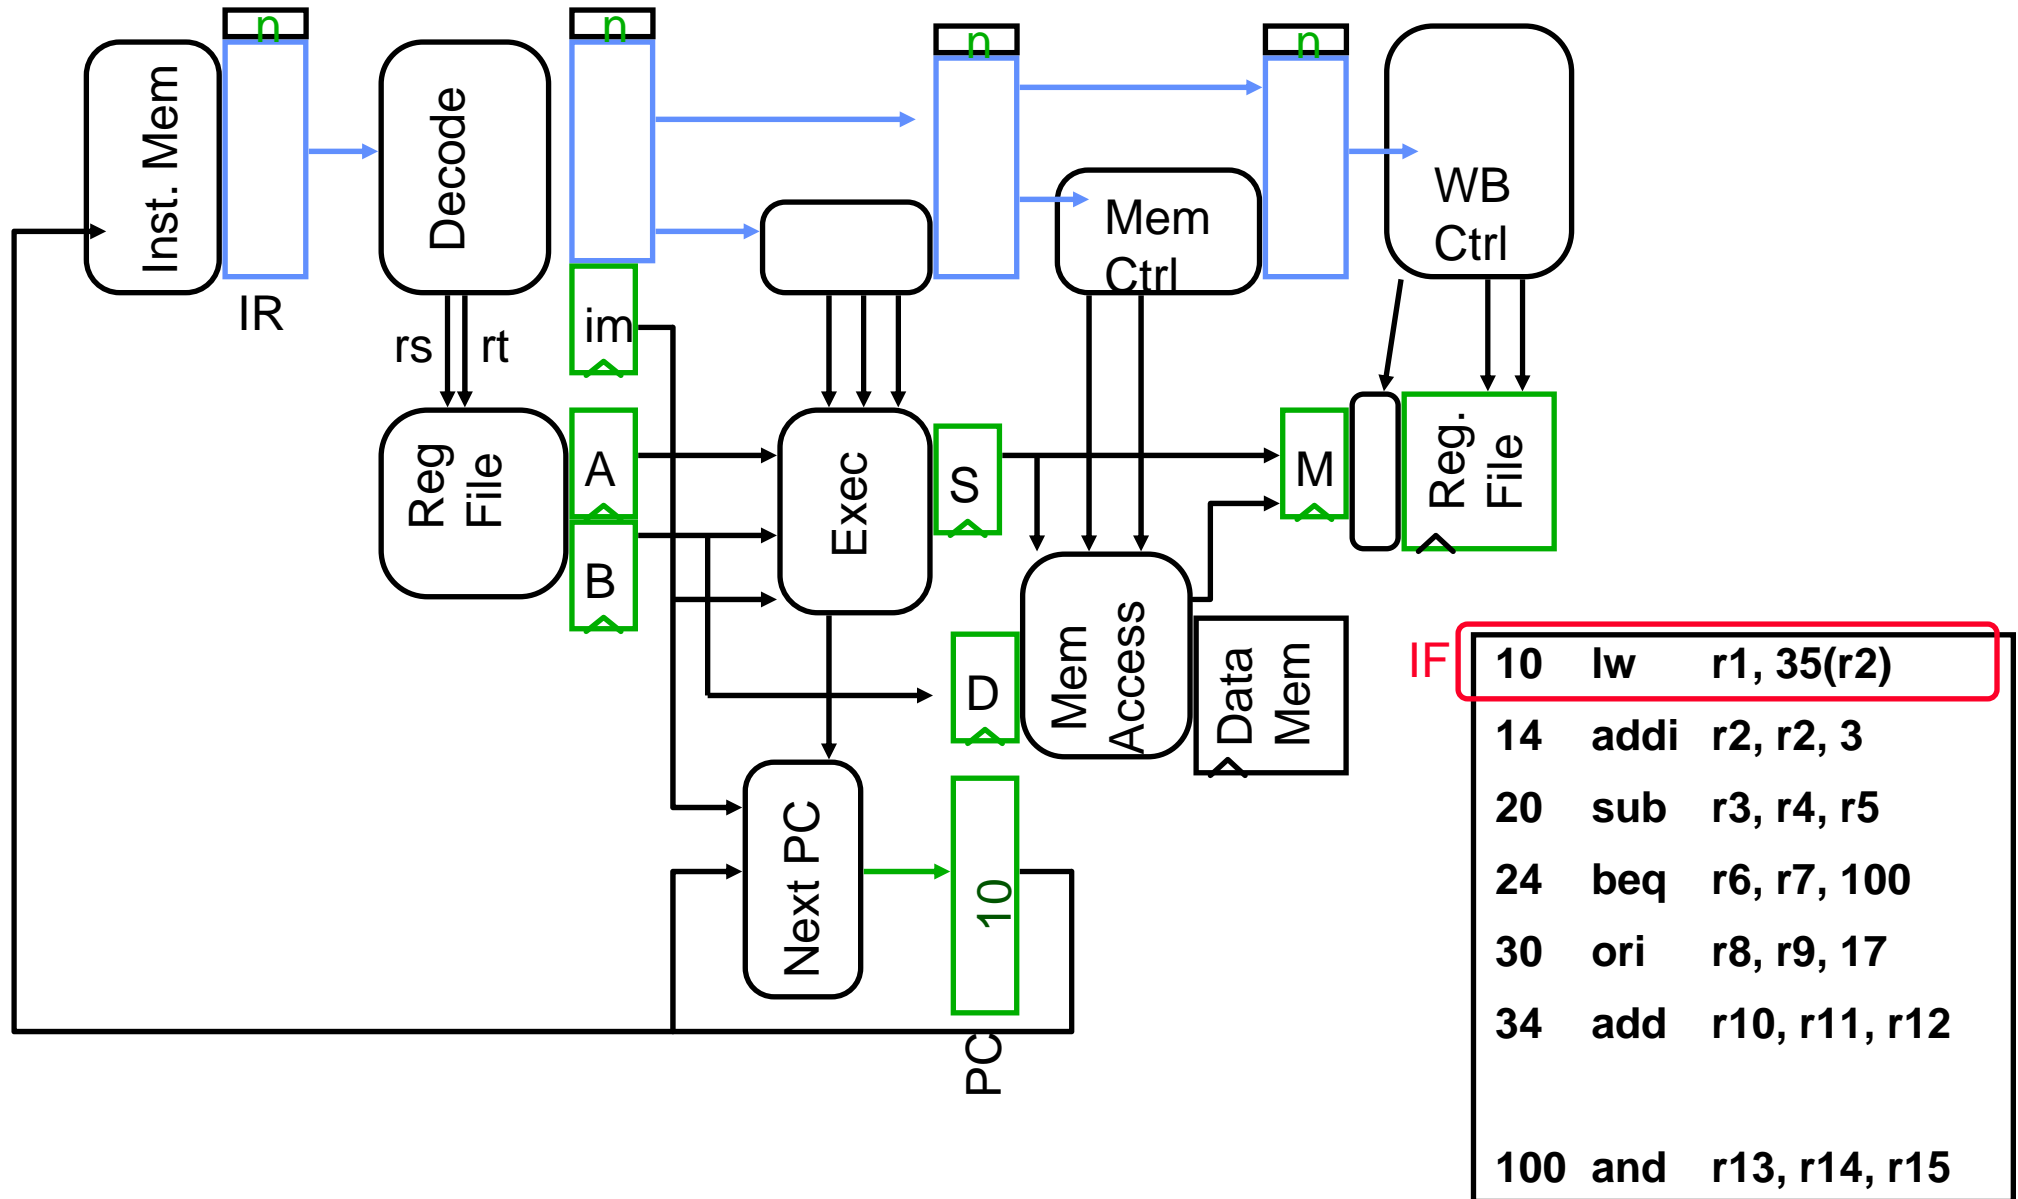 n
n
n
n
Inst. Mem
Decode
WB
Ctrl
Mem
Ctrl
IR
rs
rt
im
Reg
File
A
B
Exec
S
M
Reg.
File
D
Mem
Access
Data
Mem
Next PC
10
PC
IF
10 lw r1, 35(r2)
14 addi r2, r2, 3
20 sub r3, r4, r5
24 beq r6, r7, 100
30 ori r8, r9, 17
34 add r10, r11, r12
100 and r13, r14, r15